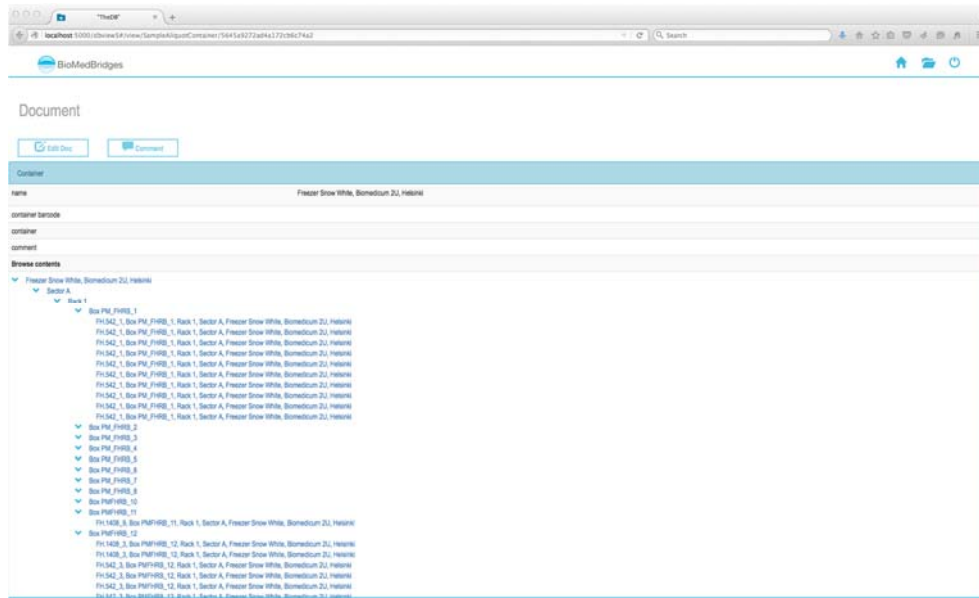 "TheDB"
localhost:5000/dbviewS#/view/SampleAliquotContainer/5645a9272ad4a172cb6c74a2
Search
BioMedBridges
Document
Edit Doc
Comment
Container
name Freezer Snow White, Biomedicum 2U, Helsinki
container barcode
container
comment
Browse contents
Freezer Snow White, Biomedicum 2U, Helsinki
Sector A
Rack 1
Box PM_FHRB_1
FH.542_1, Box PM_FHRB_1, Rack 1, Sector A, Freezer Snow White, Biomedicum 2U, Helsinki
FH.542_1, Box PM_FHRB_1, Rack 1, Sector A, Freezer Snow White, Biomedicum 2U, Helsinki
FH.542_1, Box PM_FHRB_1, Rack 1, Sector A, Freezer Snow White, Biomedicum 2U, Helsinki
FH.542_1, Box PM_FHRB_1, Rack 1, Sector A, Freezer Snow White, Biomedicum 2U, Helsinki
FH.542_1, Box PM_FHRB_1, Rack 1, Sector A, Freezer Snow White, Biomedicum 2U, Helsinki
FH.542_1, Box PM_FHRB_1, Rack 1, Sector A, Freezer Snow White, Biomedicum 2U, Helsinki
FH.542_1, Box PM_FHRB_1, Rack 1, Sector A, Freezer Snow White, Biomedicum 2U, Helsinki
FH.542_1, Box PM_FHRB_1, Rack 1, Sector A, Freezer Snow White, Biomedicum 2U, Helsinki
FH.542_1, Box PM_FHRB_1, Rack 1, Sector A, Freezer Snow White, Biomedicum 2U, Helsinki
FH.542_1, Box PM_FHRB_1, Rack 1, Sector A, Freezer Snow White, Biomedicum 2U, Helsinki
Box PM_FHRB_2
Box PM_FHRB_3
Box PM_FHRB_4
Box PM_FHRB_5
Box PM_FHRB_6
Box PM_FHRB_7
Box PM_FHRB_8
Box PMFHRB_10
Box PMFHRB_11
FH.1408_9, Box PMFHRB_11, Rack 1, Sector A, Freezer Snow White, Biomedicum 2U, Helsinki
Box PMFHRB_12
FH.1408_3, Box PMFHRB_12, Rack 1, Sector A, Freezer Snow White, Biomedicum 2U, Helsinki
FH.1408_3, Box PMFHRB_12, Rack 1, Sector A, Freezer Snow White, Biomedicum 2U, Helsinki
FH.542_3, Box PMFHRB_12, Rack 1, Sector A, Freezer Snow White, Biomedicum 2U, Helsinki
FH.542_3, Box PMFHRB_12, Rack 1, Sector A, Freezer Snow White, Biomedicum 2U, Helsinki
FH.542_3, Box PMFHRB_12, Rack 1, Sector A, Freezer Snow White, Biomedicum 2U, Helsinki